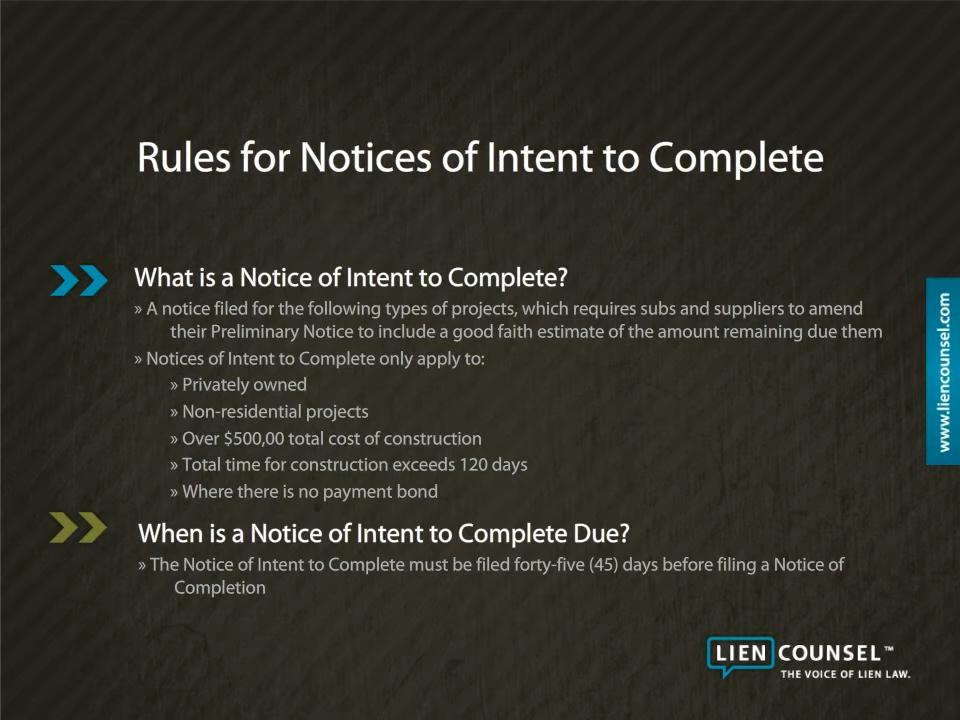 Rules for Notices of Intent to Complete
What is a Notice of Intent to Complete?
» A notice filed for the following types of projects, which requires subs and suppliers to amend
their Preliminary Notice to include a good faith estimate of the amount remaining due them
» Notices of Intent to Complete only apply to:
» Privately owned
» Non-residential projects
» Over $500,00 total cost of construction
» Total time for construction exceeds 120 days
» Where there is no payment bond
When is a Notice of Intent to Complete Due?
» The Notice of Intent to Complete must be filed forty-five (45) days before filing a Notice of
Completion
www.liencounsel.com
LIEN COUNSEL™
THE VOICE OF LIEN LAW.